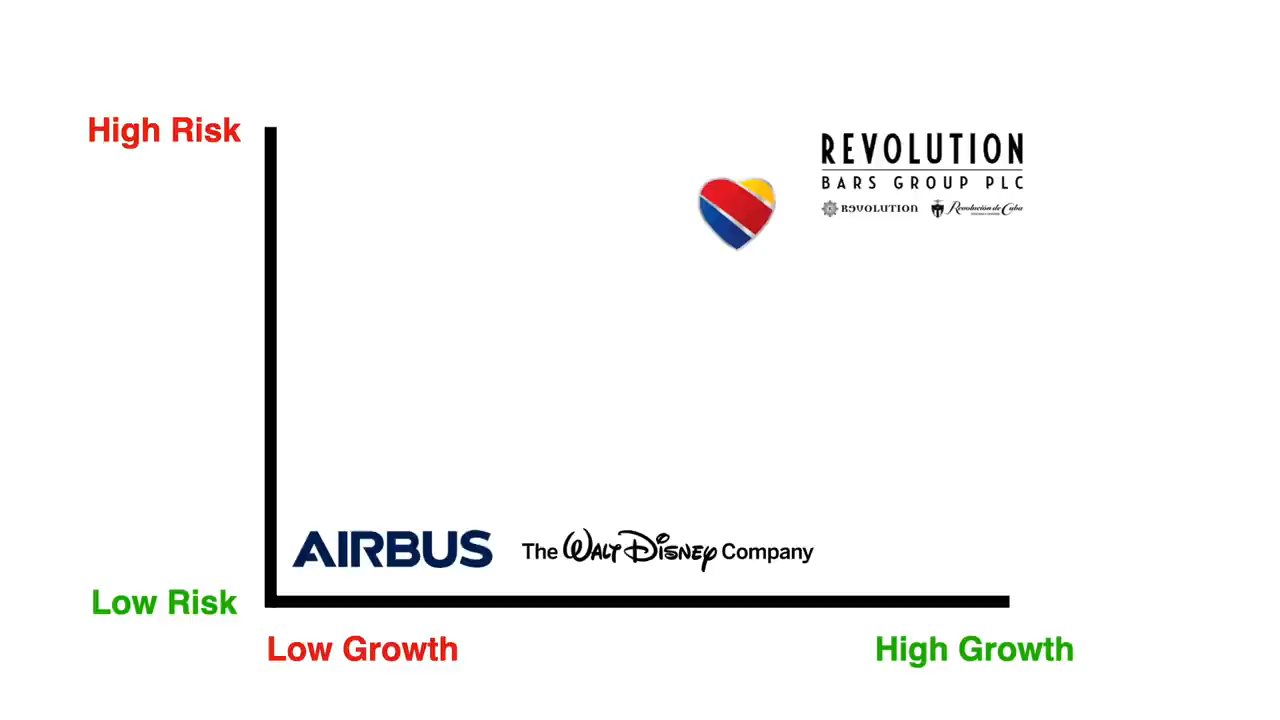 High Risk
REVOLUTION
BARS GROUP PLC
REVOLUTION Revolución de Cuba
AIRBUS
The WALT DISNEY Company
Low Risk
Low Growth
High Growth